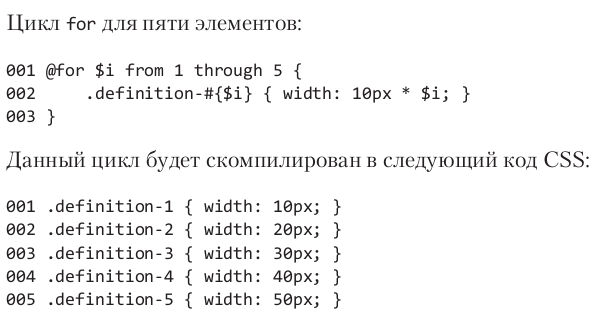 Цикл for для пяти элементов:
001 @for $i from 1 through 5 {
002     .definition-#{$i} { width: 10px * $i; }
003 }
Данный цикл будет скомпилирован в следующий код CSS:
001 .definition-1 { width: 10px; }
002 .definition-2 { width: 20px; }
003 .definition-3 { width: 30px; }
004 .definition-4 { width: 40px; }
005 .definition-5 { width: 50px; }